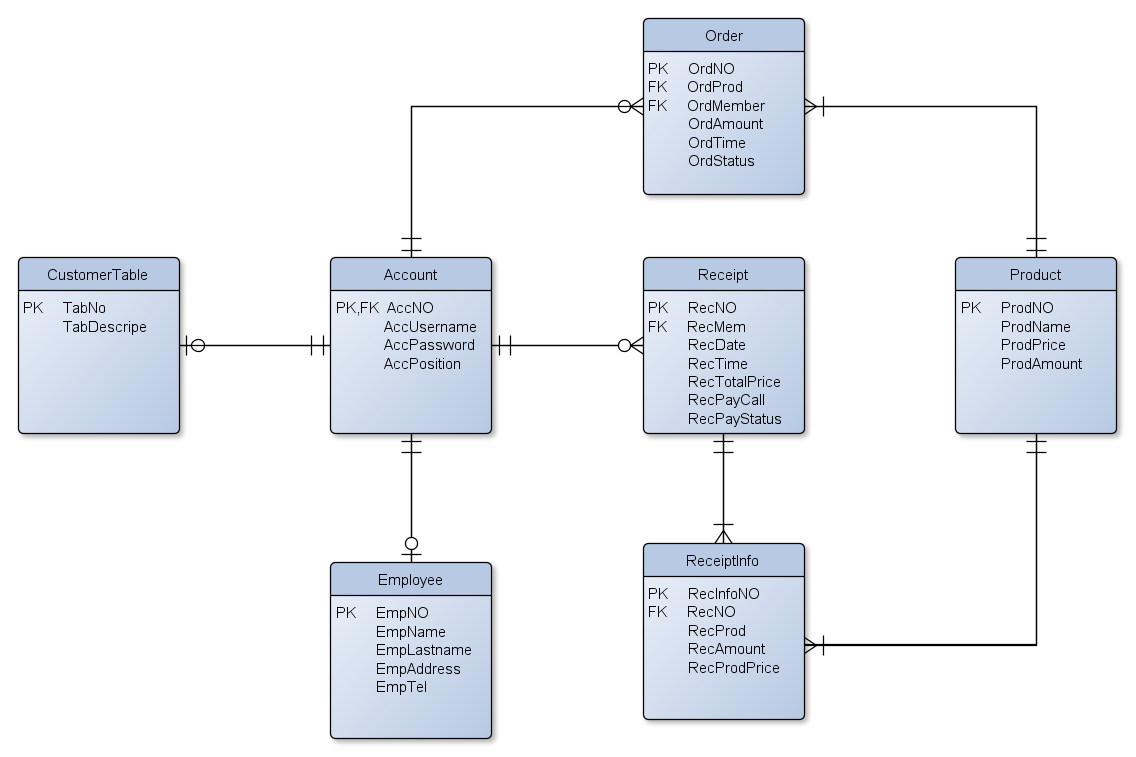 Order
PK OrdNO
FK OrdProd
FK OrdMember
OrdAmount
OrdTime
OrdStatus
CustomerTable
PK TabNo
TabDescripe
Account
PK,FK AccNO
AccUsername
AccPassword
AccPosition
Receipt
PK RecNO
FK RecMem
RecDate
RecTime
RecTotalPrice
RecPayCall
RecPayStatus
Product
PK ProdNO
ProdName
ProdPrice
ProdAmount
Employee
PK EmpNO
EmpName
EmpLastname
EmpAddress
EmpTel
ReceiptInfo
PK RecInfoNO
FK RecNO
RecProd
RecAmount
RecProdPrice